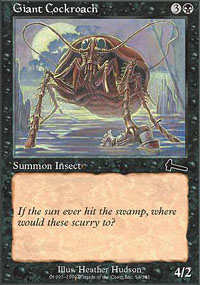 Giant Cockroach 3
Summon Insect
If the sun ever hit the swamp, where
would these scurry to?
Illus. Heather Hudson
4/2